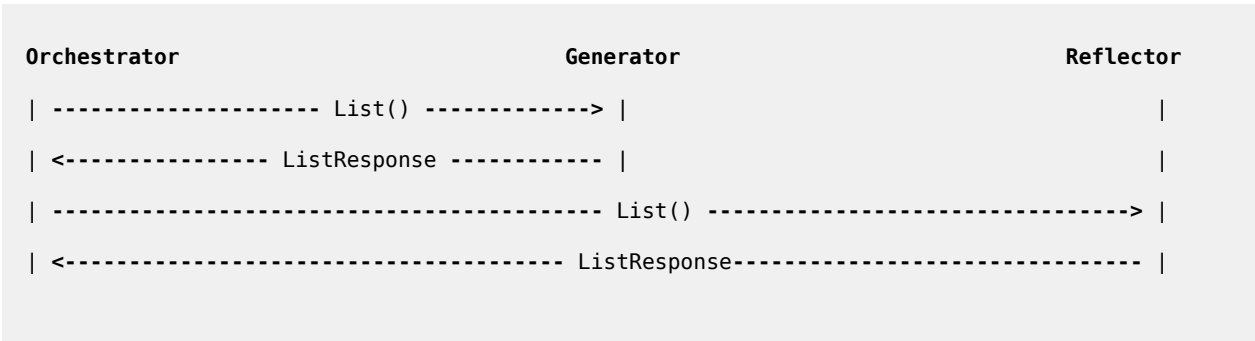 Orchestrator Generator Reflector
| --------------------- List() -------------> | |
| <---------------- ListResponse ------------ | |
| ------------------------------------------- List() ---------------------------------> |
| <--------------------------------------- ListResponse-------------------------------- |